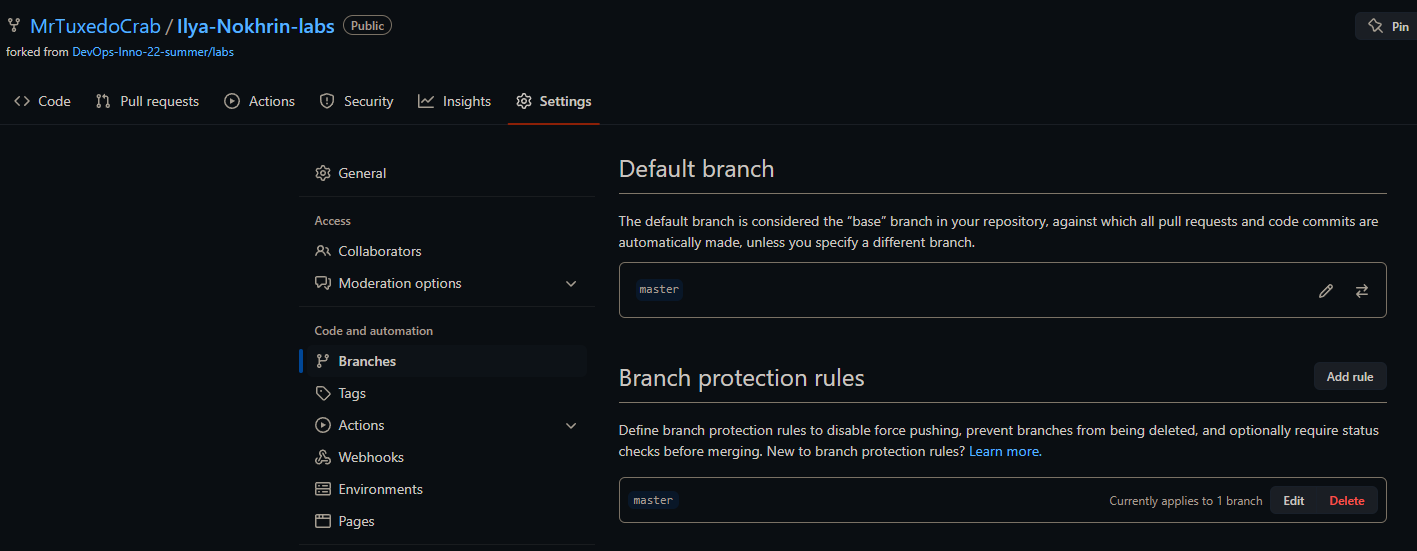 MrTuxedoCrab / Ilya-Nokhrin-labs Public
Pin
forked from DevOps-Inno-22-summer/labs
Code Pull requests Actions Security Insights Settings
General
Access
Collaborators
Moderation options
Code and automation
Branches
Tags
Actions
Webhooks
Environments
Pages
Default branch
The default branch is considered the “base” branch in your repository, against which all pull requests and code commits are
automatically made, unless you specify a different branch.
master
Branch protection rules
Add rule
Define branch protection rules to disable force pushing, prevent branches from being deleted, and optionally require status
checks before merging. New to branch protection rules? Learn more.
master Currently applies to 1 branch Edit Delete